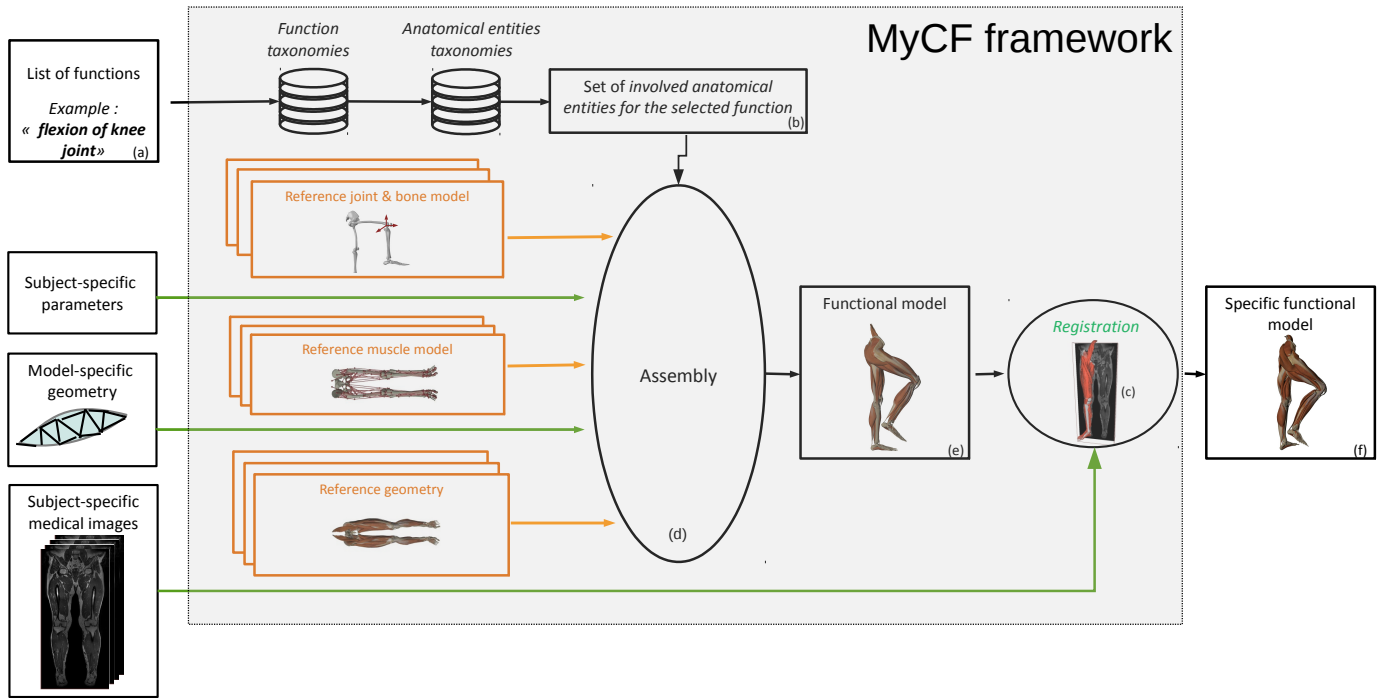 MyCF framework
List of functions
Example :
« flexion of knee
joint»
(a)
Function
taxonomies
Anatomical entities
taxonomies
Set of involved anatomical
entities for the selected function
(b)
Reference joint & bone model
Subject-specific
parameters
Reference muscle model
Model-specific
geometry
Reference geometry
Subject-specific
medical images
Assembly
(d)
Functional model
(e)
Registration
(c)
Specific functional
model
(f)